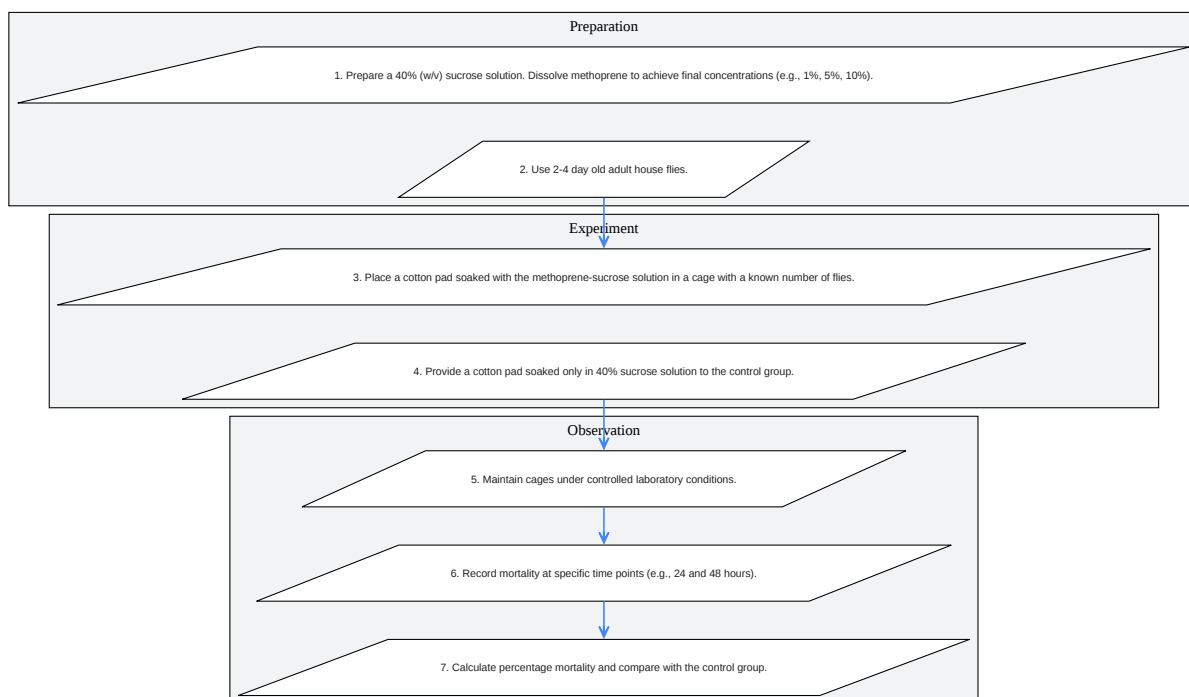 Preparation
1. Prepare a 40% (w/v) sucrose solution. Dissolve methoprene to achieve final concentrations (e.g., 1%, 5%, 10%).
2. Use 2-4 day old adult house flies.
Experiment
3. Place a cotton pad soaked with the methoprene-sucrose solution in a cage with a known number of flies.
4. Provide a cotton pad soaked only in 40% sucrose solution to the control group.
Observation
5. Maintain cages under controlled laboratory conditions.
6. Record mortality at specific time points (e.g., 24 and 48 hours).
7. Calculate percentage mortality and compare with the control group.